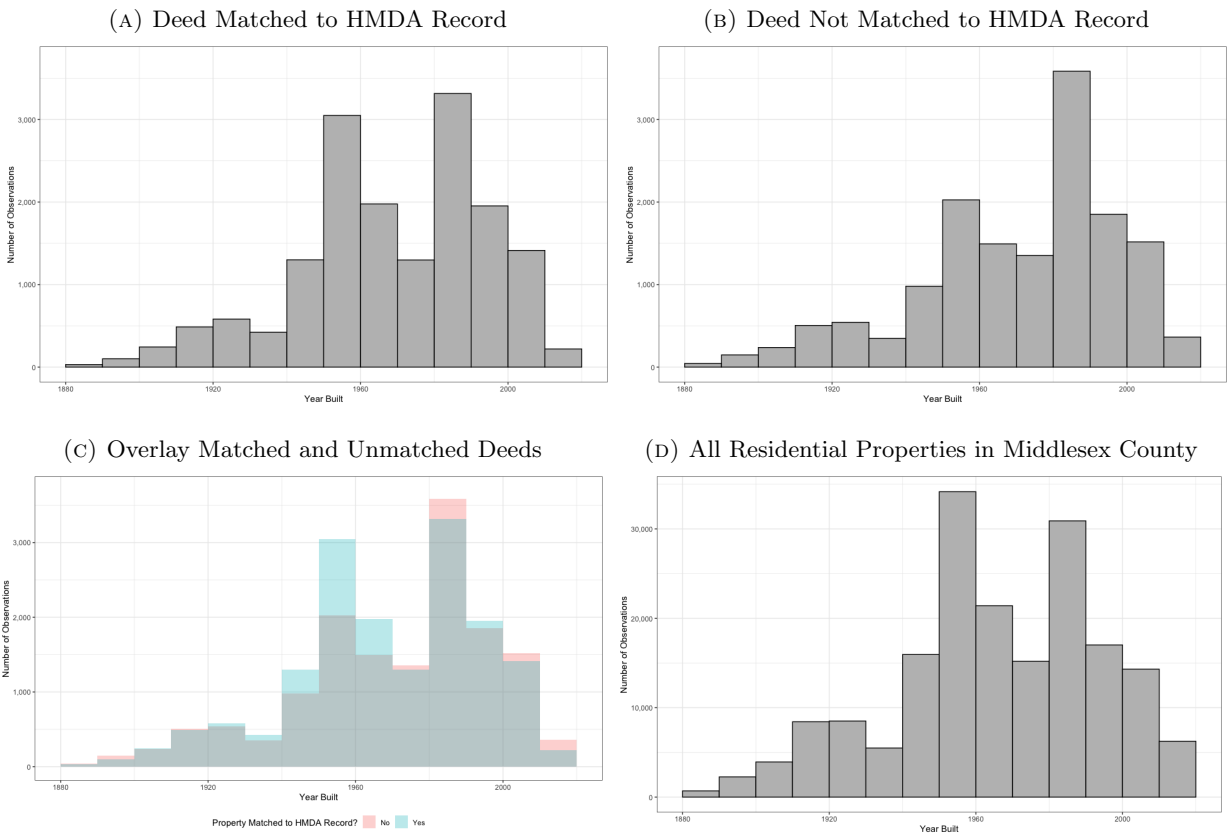 (A) Deed Matched to HMDA Record
Number of Observations
3,000
2,000
1,000
0
1880
1920
1960
2000
Year Built
(B) Deed Not Matched to HMDA Record
Number of Observations
3,000
2,000
1,000
0
1880
1920
1960
2000
Year Built
(C) Overlay Matched and Unmatched Deeds
Number of Observations
3,000
2,000
1,000
0
1880
1920
1960
2000
Year Built
Property Matched to HMDA Record? No Yes
(D) All Residential Properties in Middlesex County
Number of Observations
30,000
20,000
10,000
0
1880
1920
1960
2000
Year Built